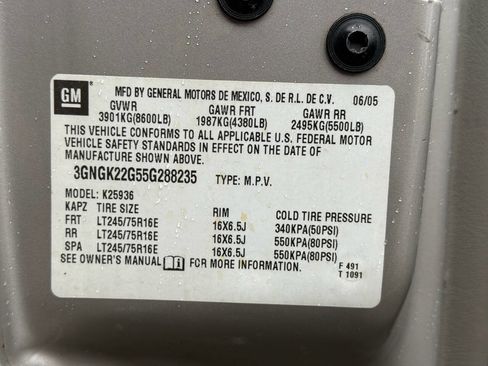 GM MFD BY GENERAL MOTORS DE MEXICO, S. DE R.L. DE C.V. 06/05
GVWR GAWR FRT GAWR RR
3901KG(8600LB) 1987KG(4380LB) 2495KG(5500LB)
THIS VEHICLE CONFORMS TO ALL APPLICABLE U.S. FEDERAL MOTOR
VEHICLE SAFETY STANDARDS IN EFFECT ON THE DATE OF
MANUFACTURE SHOWN ABOVE.
3GNGK22G55G288235 TYPE: M.P.V.
MODEL: K25936
KAPZ TIRE SIZE RIM COLD TIRE PRESSURE
FRT LT245/75R16E 16X6.5J 340KPA(50PSI)
RR LT245/75R16E 16X6.5J 550KPA(80PSI)
SPA LT245/75R16E 16X6.5J 550KPA(80PSI)
SEE OWNER'S MANUAL FOR MORE INFORMATION. F 491
T 1091